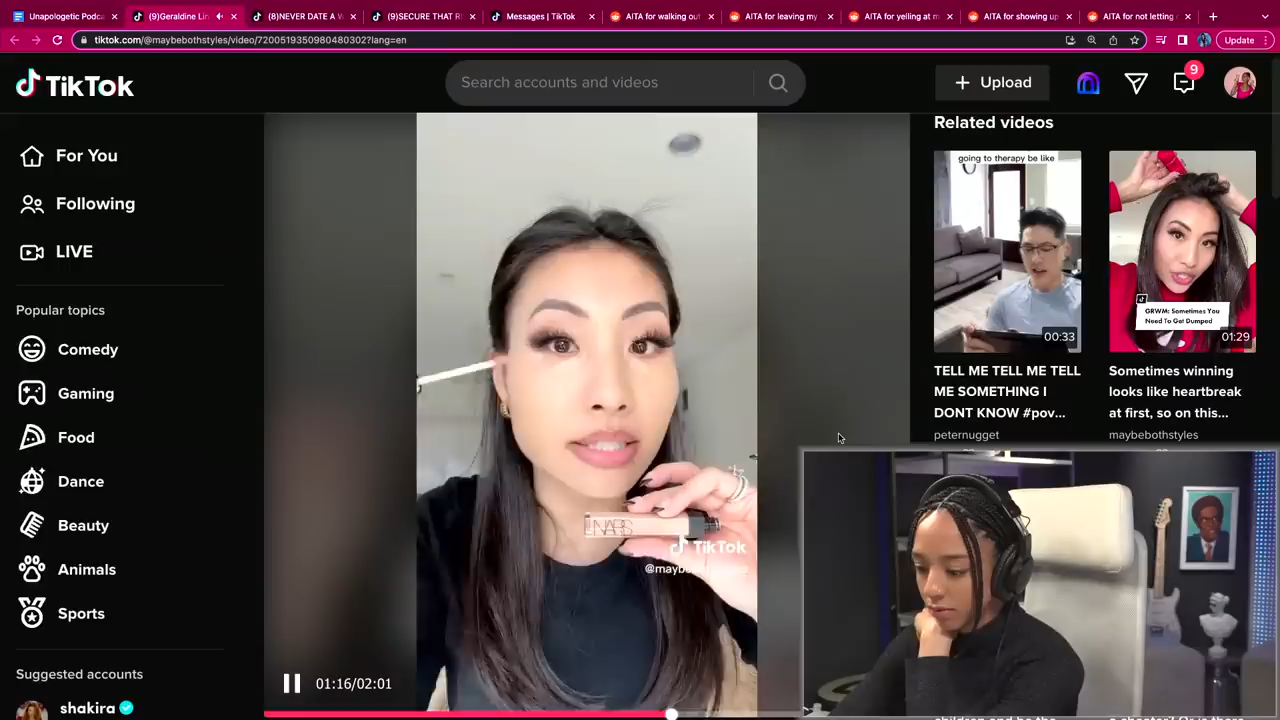 Unapologetic Podca
(9)Geraldine Lin
(8)NEVER DATE A W
(9)SECURE THAT R
Messages | TikTok
AITA for walking out
AITA for leaving my
AITA for yelling at m
AITA for showing up
AITA for not letting
tiktok.com/@maybebothstyles/video/7200519350980480302?lang=en
Update
TikTok
Search accounts and videos
Upload
9
For You
Following
LIVE
Popular topics
Comedy
Gaming
Food
Dance
Beauty
Animals
Sports
Suggested accounts
shakira
NARS
TikTok
01:16/02:01
Related videos
going to therapy be like
00:33
TELL ME TELL ME TELL
ME SOMETHING I
DONT KNOW #pov...
peternugget
GRWM: Sometimes You
Need To Get Dumped
01:29
Sometimes winning
looks like heartbreak
at first, so on this...
maybebothstyles